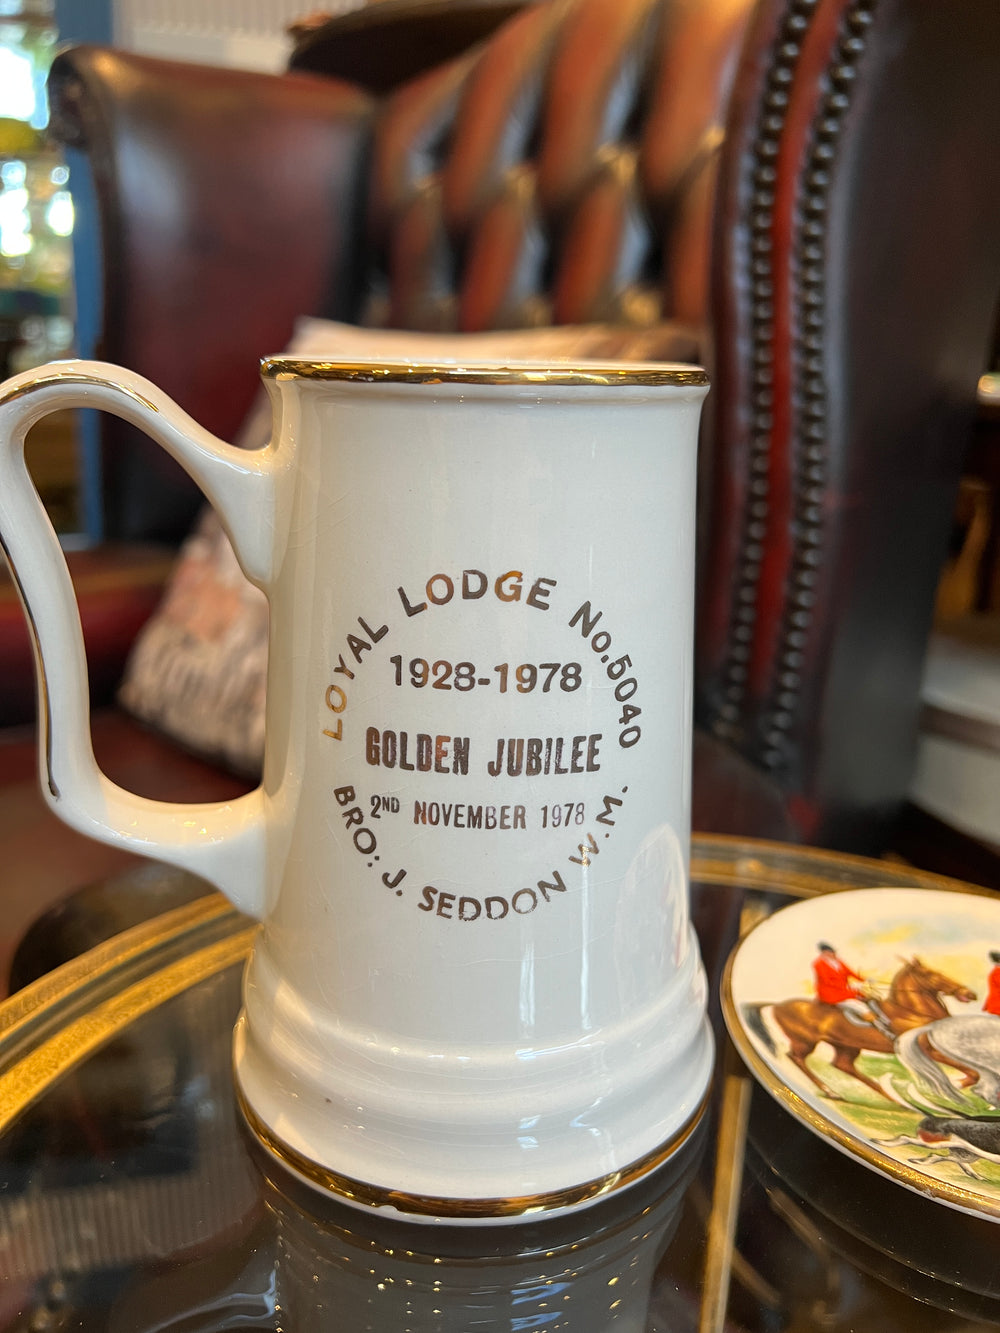 LOYAL LODGE No.5040
1928-1978
GOLDEN JUBILEE
2ND NOVEMBER 1978
BRO: J. SEDDON W.M.